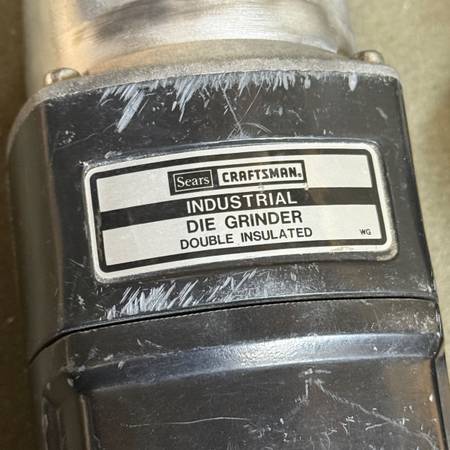 Sears CRAFTSMAN®
INDUSTRIAL
DIE GRINDER
DOUBLE INSULATED
WG